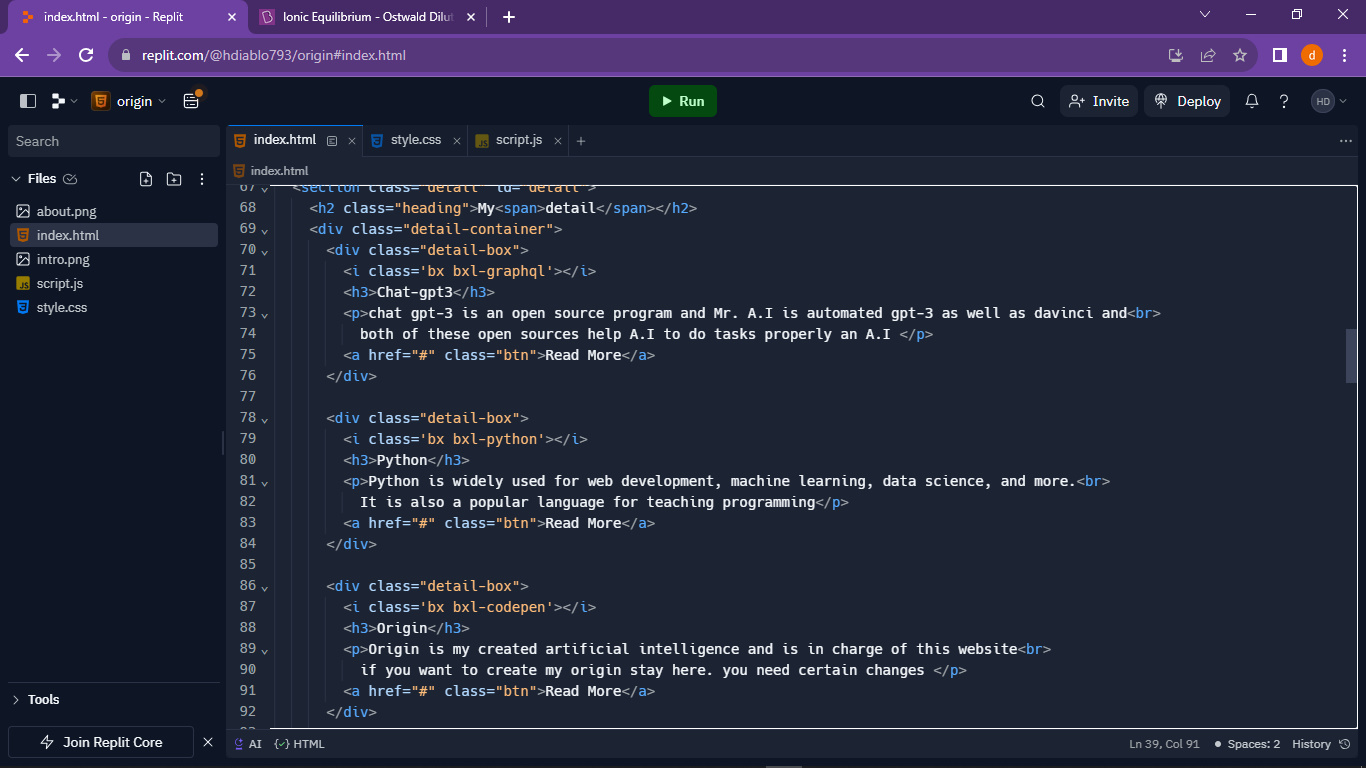 index.html - origin - Replit
Ionic Equilibrium - Ostwald Dilut
replit.com/@hdiablo793/origin#index.html
d
origin
Run
Invite
Deploy
HD
Search
index.html
style.css
script.js
Files
index.html
about.png
index.html
intro.png
script.js
style.css
67 <section class="detail" id="detail">
68 <h2 class="heading">My<span>detail</span></h2>
69 <div class="detail-container">
70 <div class="detail-box">
71 <i class='bx bxl-graphql'></i>
72 <h3>Chat-gpt3</h3>
73 <p>chat gpt-3 is an open source program and Mr. A.I is automated gpt-3 as well as davinci and<br>
74 both of these open sources help A.I to do tasks properly an A.I </p>
75 <a href="#" class="btn">Read More</a>
76 </div>
77
78 <div class="detail-box">
79 <i class='bx bxl-python'></i>
80 <h3>Python</h3>
81 <p>Python is widely used for web development, machine learning, data science, and more.<br>
82 It is also a popular language for teaching programming</p>
83 <a href="#" class="btn">Read More</a>
84 </div>
85
86 <div class="detail-box">
87 <i class='bx bxl-codepen'></i>
88 <h3>Origin</h3>
89 <p>Origin is my created artificial intelligence and is in charge of this website<br>
90 if you want to create my origin stay here. you need certain changes </p>
91 <a href="#" class="btn">Read More</a>
92 </div>
Tools
Join Replit Core
AI
HTML
Ln 39, Col 91
Spaces: 2
History